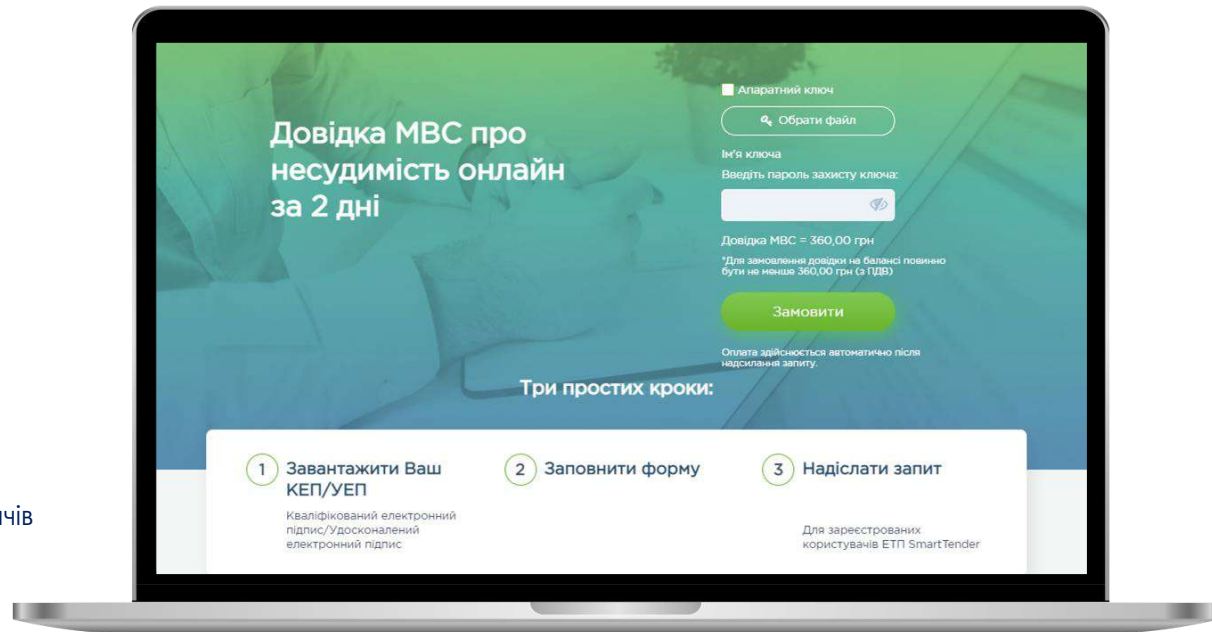 Довідка МВС про
несудимість онлайн
за 2 дні
Апаратний ключ
Обрати файл
Ім'я ключа
Введіть пароль захисту ключа:
Довідка МВС = 360,00 грн
*Для замовлення довідки на балансі повинно
бути не менше 360,00 грн (з ПДВ)
Замовити
Оплата здійснюється автоматично після
надсилання запиту.
Три простих кроки:
1 Завантажити Ваш
КЕП/УЕП
Кваліфікований електронний
підпис/Удосконалений
електронний підпис
2 Заповнити форму
3 Надіслати запит
Для зареєстрованих
користувачів ЕТП SmartTender